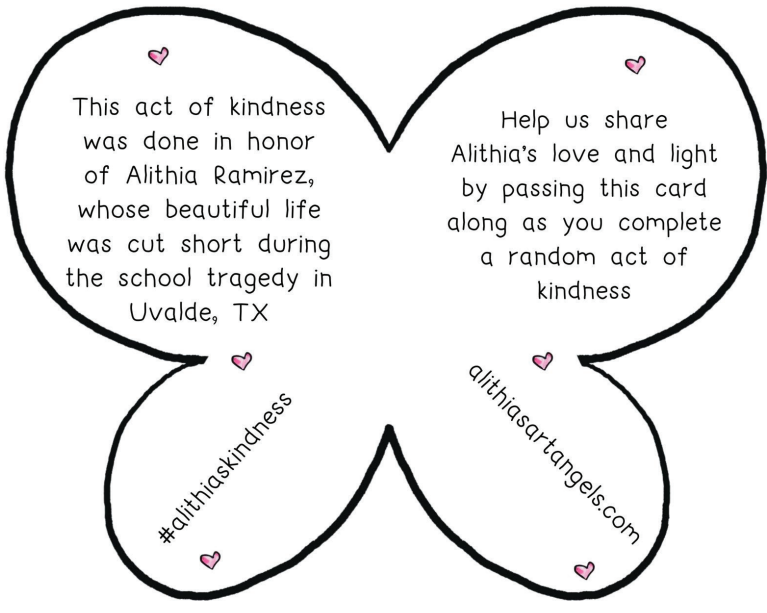 This act of kindness
was done in honor
of Alithia Ramirez,
whose beautiful life
was cut short during
the school tragedy in
Uvalde, TX
Help us share
Alithia's love and light
by passing this card
along as you complete
a random act of
kindness
#alithiaskindness
alithiasartangels.com